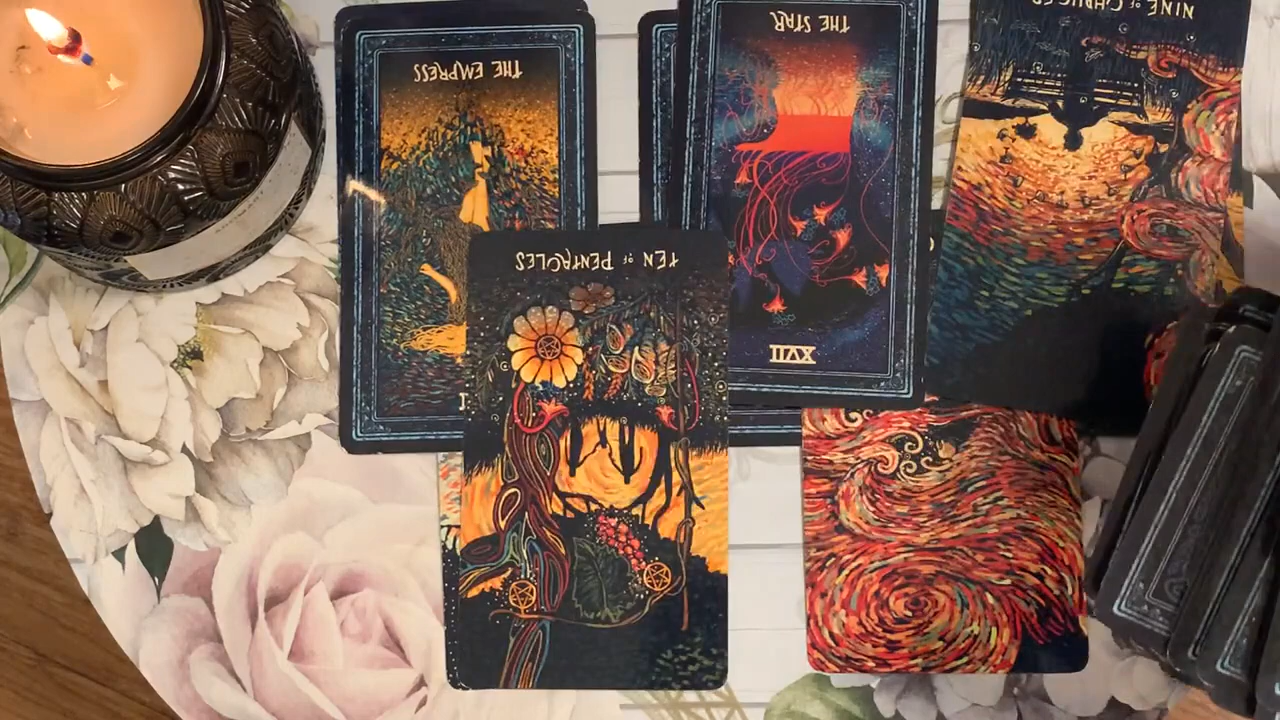 THE EMPRESS
THE STAR
XVII
NINE OF CHALICES
TEN OF PENTACLES